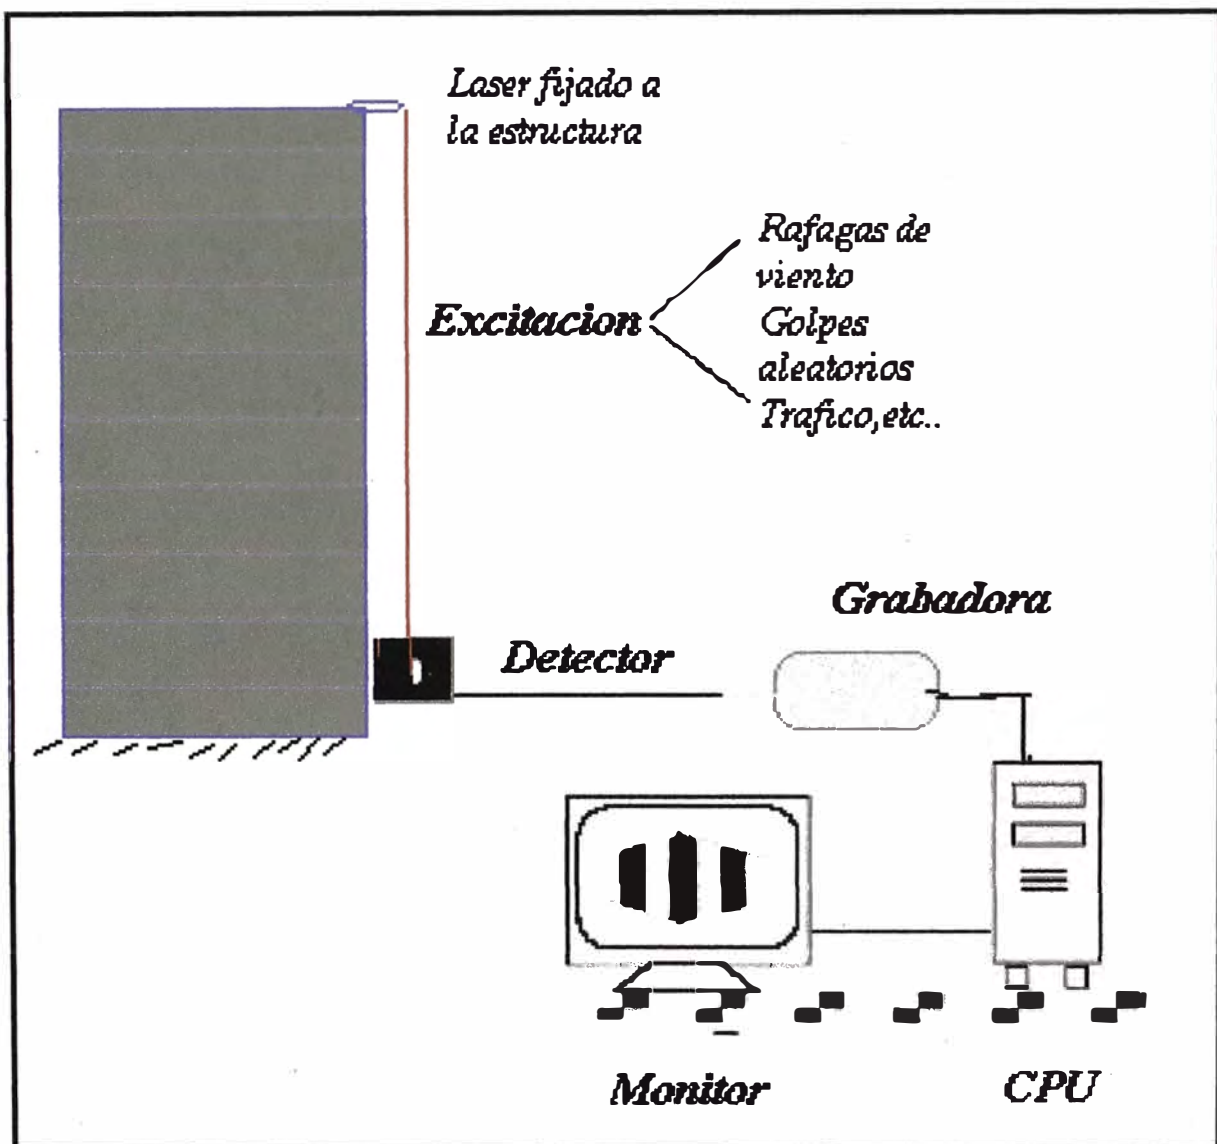 Laser fijado a
la estructura
Excitacion
Rafagas de
viento
Golpes
aleatorios
Trafico,etc..
Grabadora
Detector
Monitor
CPU